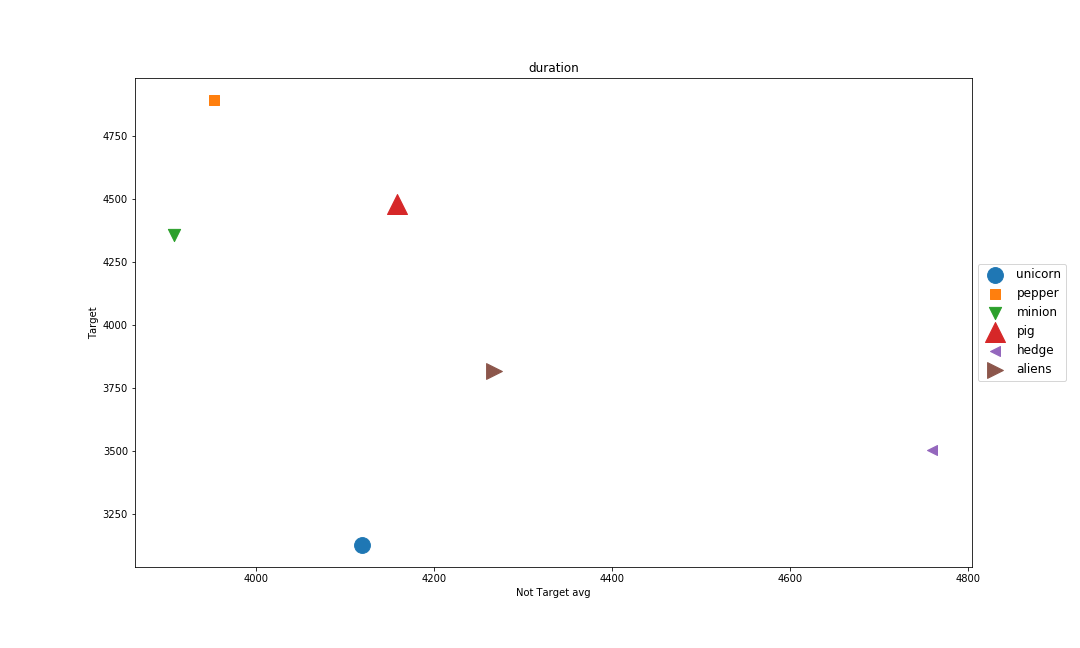 duration
4750
4500
4250
4000
3750
3500
3250
Target
4000 4200 4400 4600 4800
Not Target avg
unicorn
pepper
minion
pig
hedge
aliens